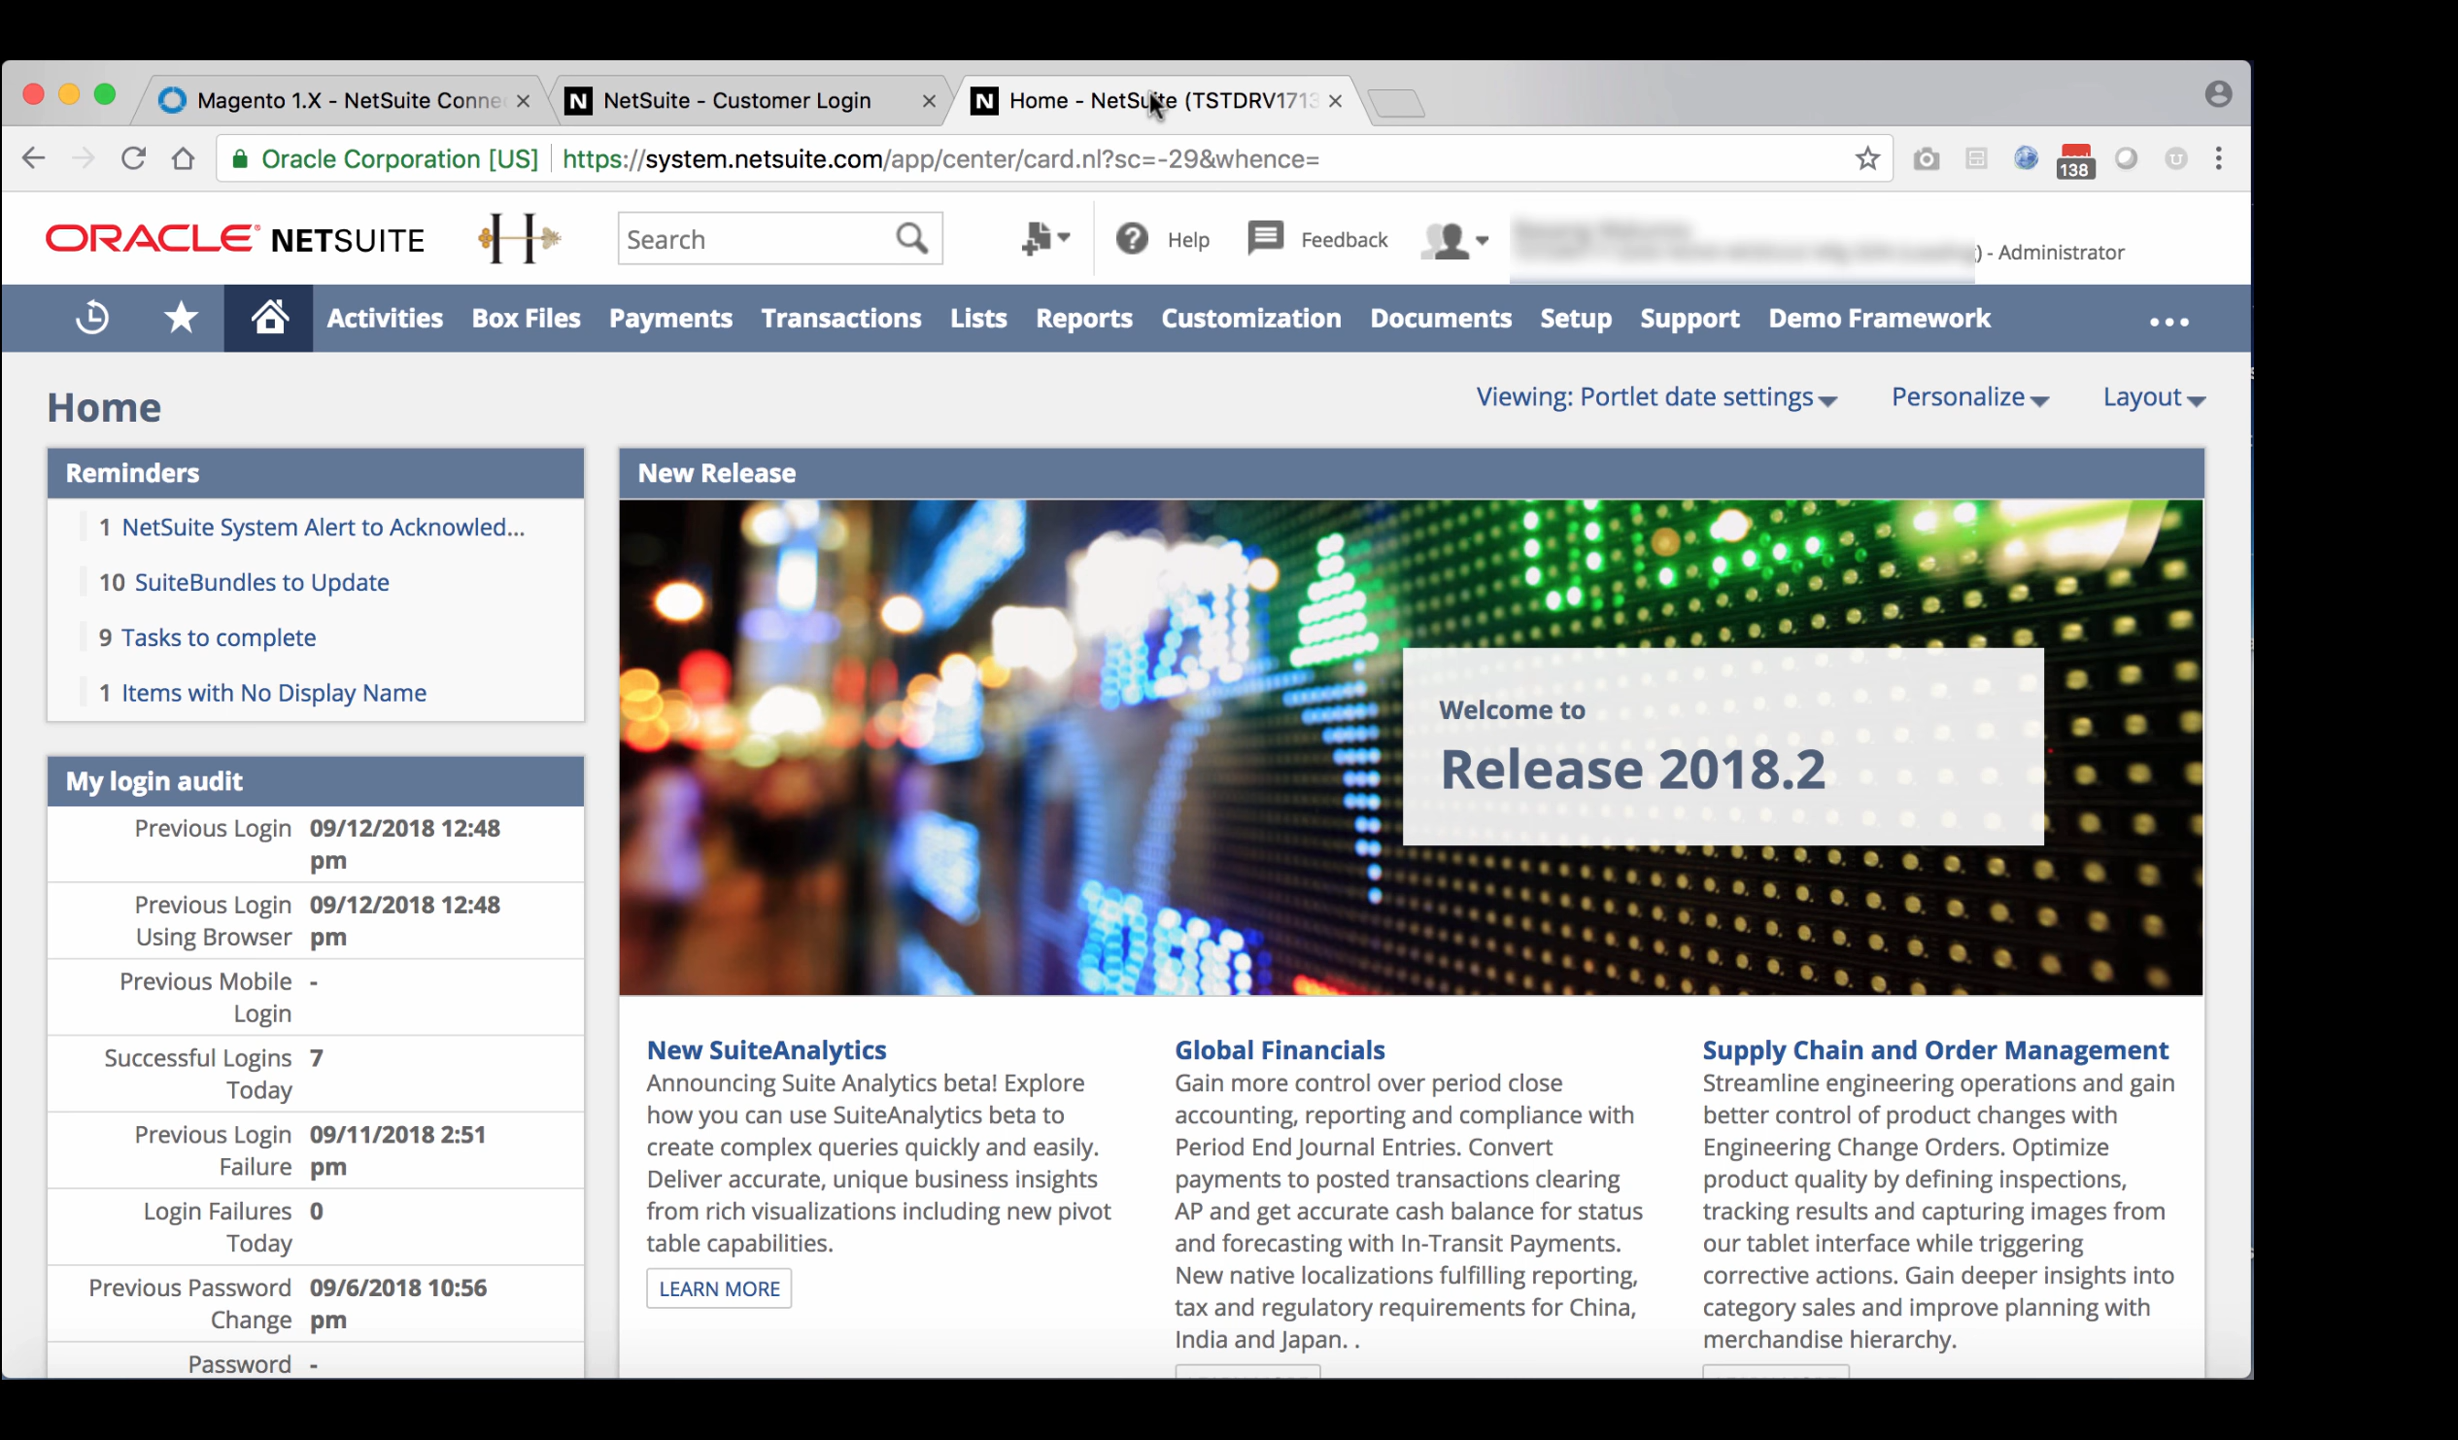 Magento 1.X - NetSuite Conne
NetSuite - Customer Login
Home - NetSuite (TSTDRV1713
Oracle Corporation [US] https://system.netsuite.com/app/center/card.nl?sc=-29&whence=
138
ORACLE NETSUITE
H
Search
Help
Feedback
) - Administrator
Activities Box Files Payments Transactions Lists Reports Customization Documents Setup Support Demo Framework
Home
Viewing: Portlet date settings Personalize Layout
Reminders
1 NetSuite System Alert to Acknowled...
10 SuiteBundles to Update
9 Tasks to complete
1 Items with No Display Name
My login audit
Previous Login 09/12/2018 12:48
pm
Previous Login 09/12/2018 12:48
Using Browser pm
Previous Mobile -
Login
Successful Logins 7
Today
Previous Login 09/11/2018 2:51
Failure pm
Login Failures 0
Today
Previous Password 09/6/2018 10:56
Change pm
Password -
New Release
Welcome to
Release 2018.2
New SuiteAnalytics
Announcing Suite Analytics beta! Explore
how you can use SuiteAnalytics beta to
create complex queries quickly and easily.
Deliver accurate, unique business insights
from rich visualizations including new pivot
table capabilities.
LEARN MORE
Global Financials
Gain more control over period close
accounting, reporting and compliance with
Period End Journal Entries. Convert
payments to posted transactions clearing
AP and get accurate cash balance for status
and forecasting with In-Transit Payments.
New native localizations fulfilling reporting,
tax and regulatory requirements for China,
India and Japan. .
Supply Chain and Order Management
Streamline engineering operations and gain
better control of product changes with
Engineering Change Orders. Optimize
product quality by defining inspections,
tracking results and capturing images from
our tablet interface while triggering
corrective actions. Gain deeper insights into
category sales and improve planning with
merchandise hierarchy.